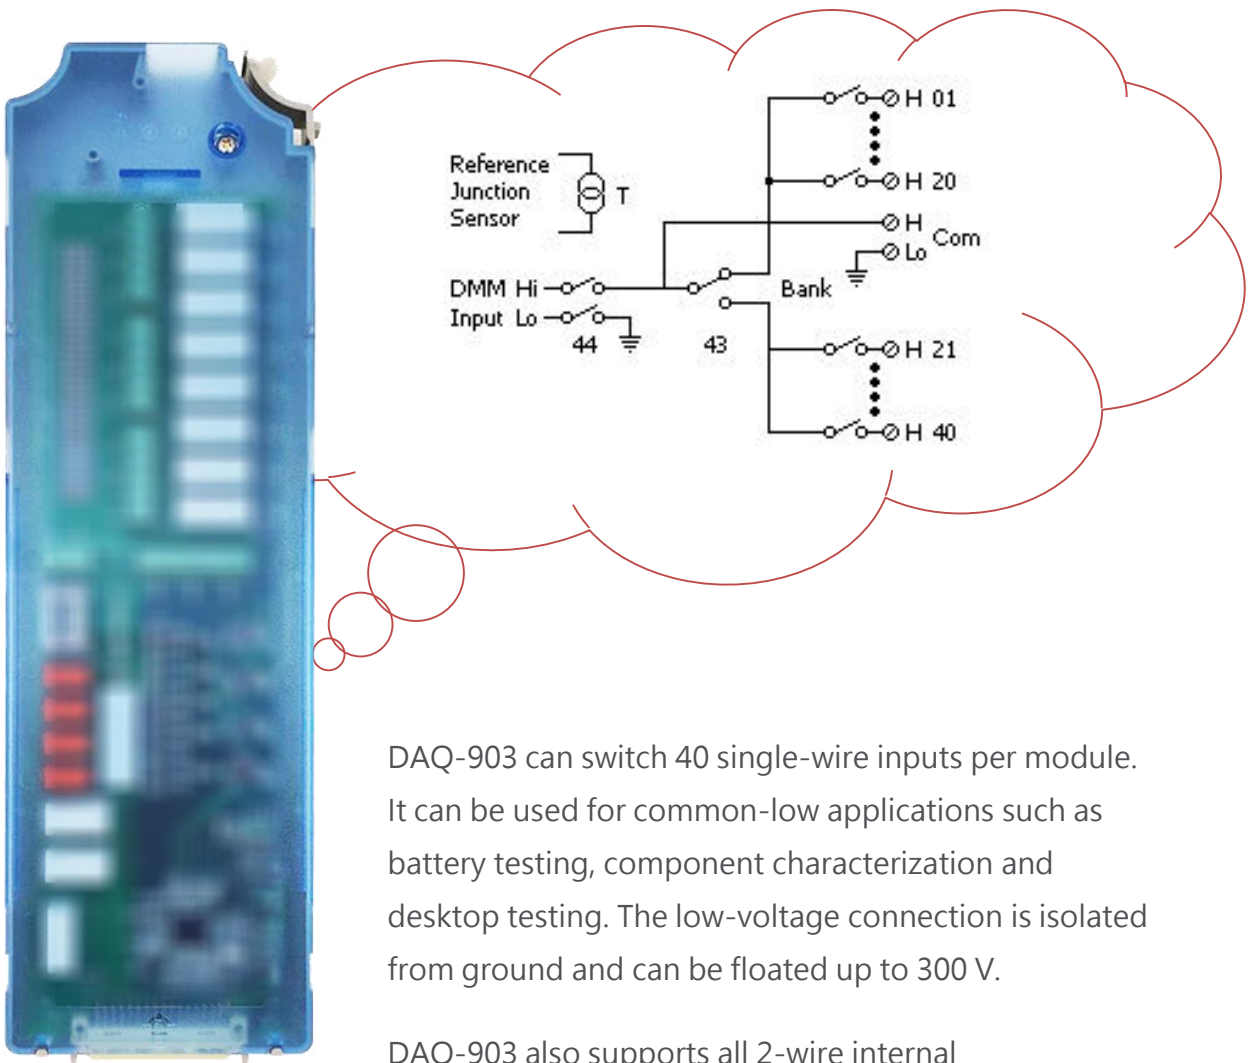 H 01
Reference
Junction
Sensor
T
H 20
H
Lo
Com
DMM Hi
Bank
Input Lo
44
43
H 21
H 40
DAQ-903 can switch 40 single-wire inputs per module.
It can be used for common-low applications such as
battery testing, component characterization and
desktop testing. The low-voltage connection is isolated
from ground and can be floated up to 300 V.
DAQ-903 also supports all 2-wire internal